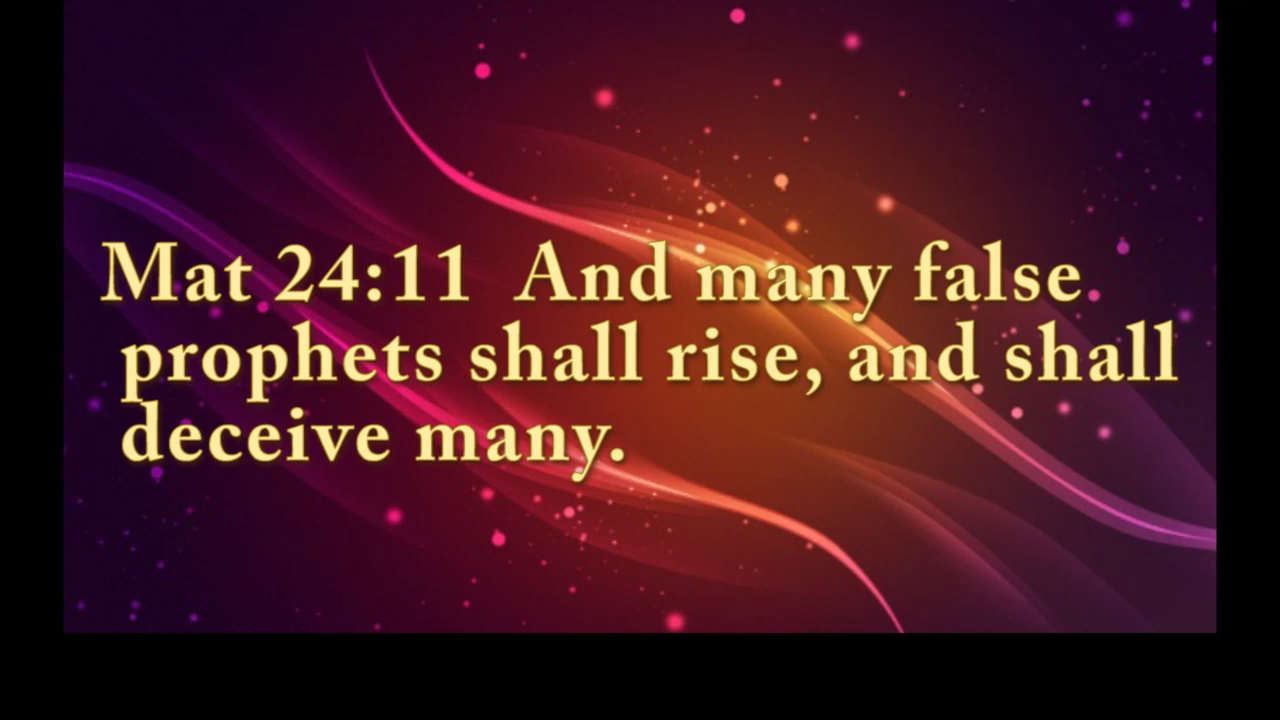 Mat 24:11  And many false
prophets shall rise, and shall
deceive many.